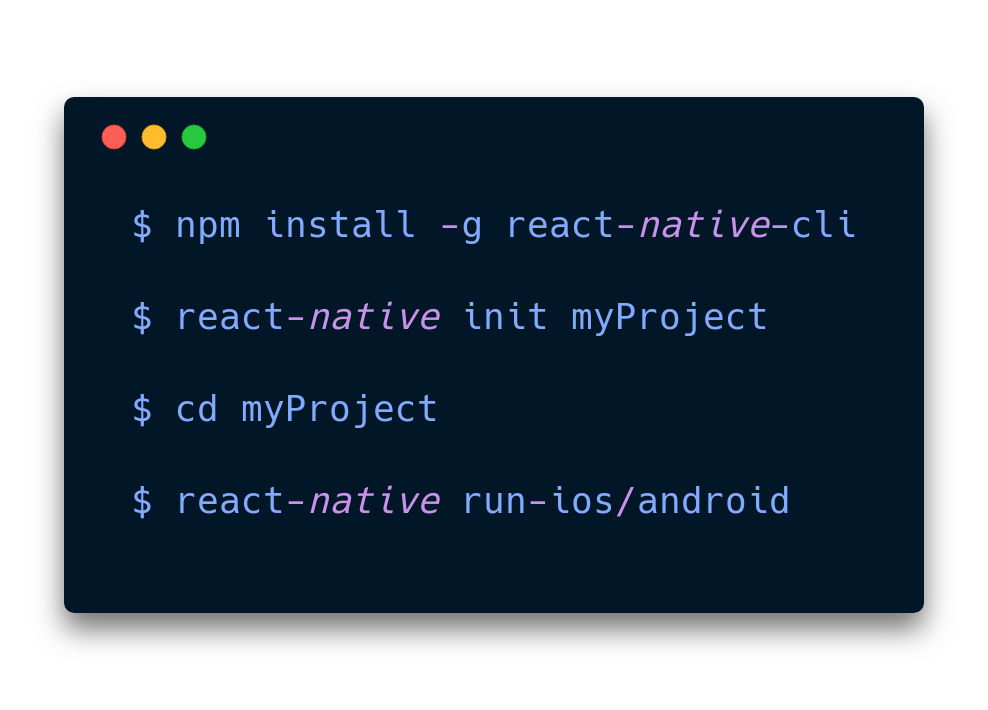 $ npm install -g react-native-cli
$ react-native init myProject
$ cd myProject
$ react-native run-ios/android